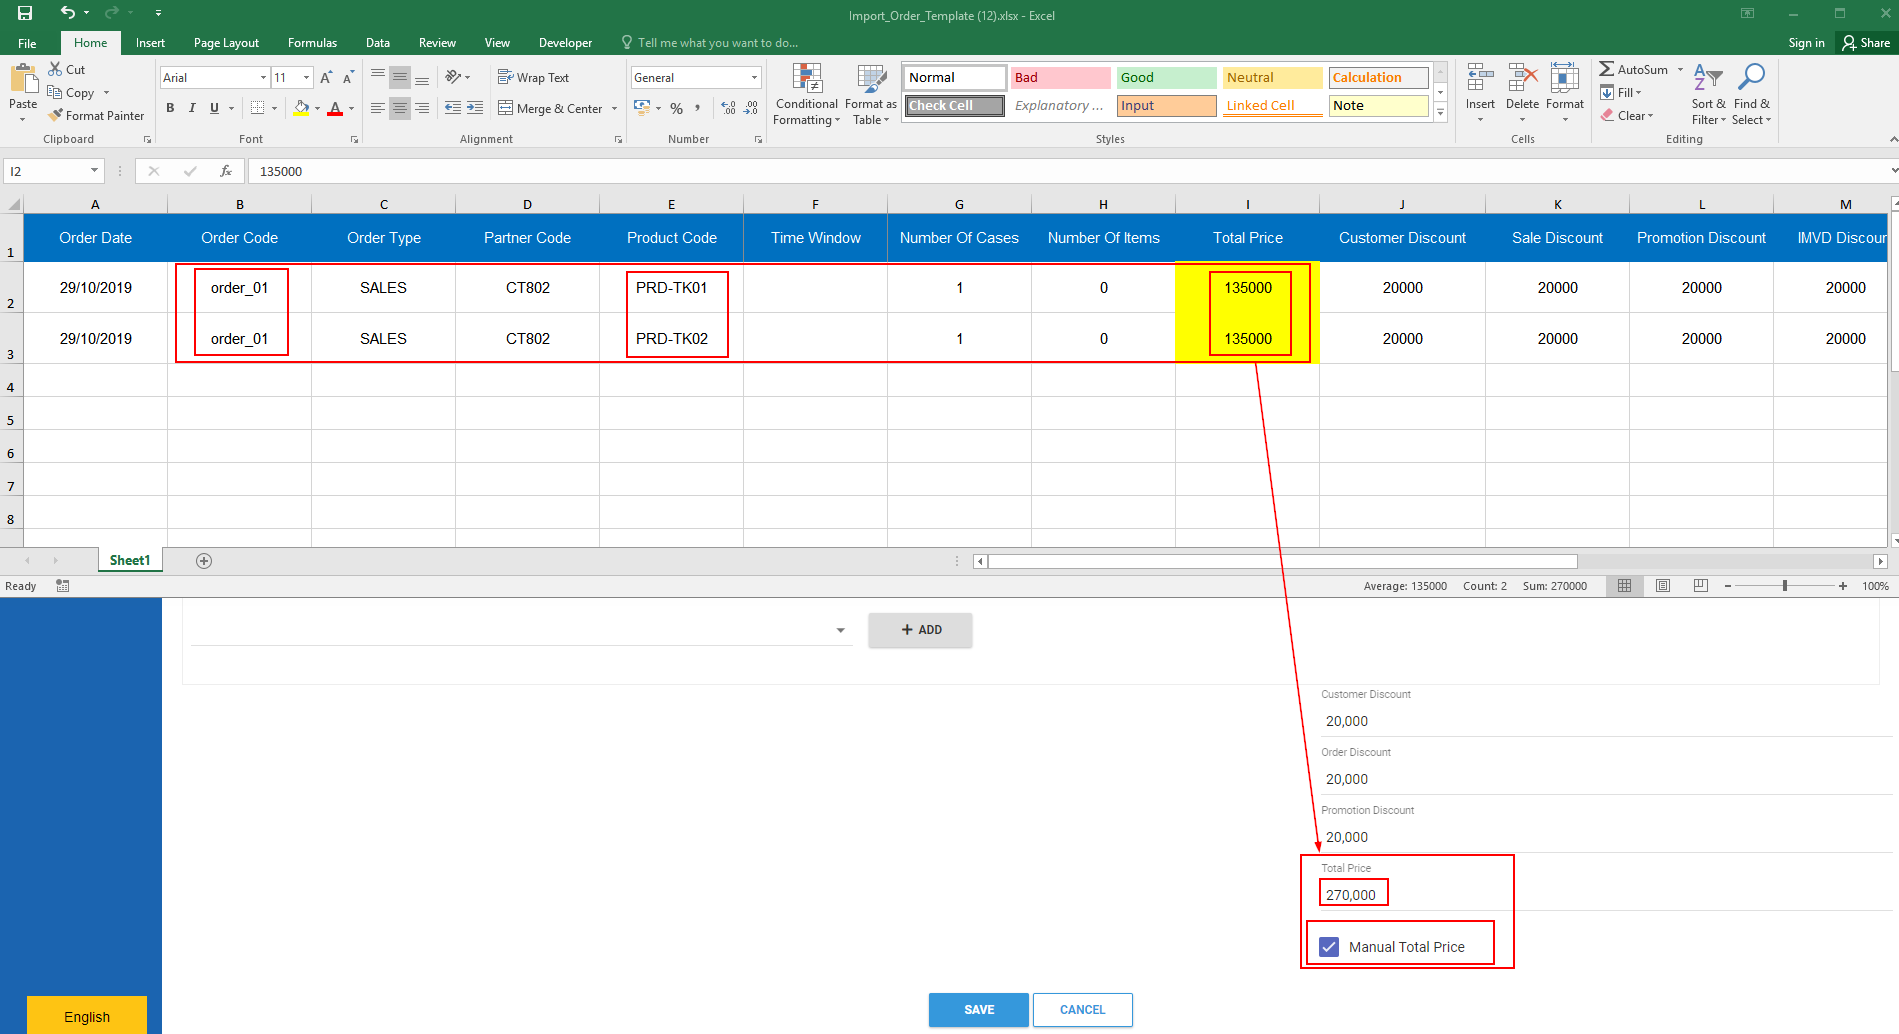 Import_Order_Template (12).xlsx - Excel
File Home Insert Page Layout Formulas Data Review View Developer Tell me what you want to do... Sign in Share
Paste Cut Copy Format Painter
Clipboard
Arial 11
B I U A
Font
Wrap Text
Merge & Center
Alignment
General
% ,
Number
Conditional Formatting
Format as Table
Normal Bad Good Neutral Calculation
Check Cell Explanatory ... Input Linked Cell Note
Styles
Insert Delete Format
Cells
AutoSum
Fill
Clear
Sort & Filter
Find & Select
Editing
I2 fx 135000
A B C D E F G H I J K L M
1 Order Date Order Code Order Type Partner Code Product Code Time Window Number Of Cases Number Of Items Total Price Customer Discount Sale Discount Promotion Discount IMVD Discour
2 29/10/2019 order_01 SALES CT802 PRD-TK01 1 0 135000 20000 20000 20000 20000
3 29/10/2019 order_01 SALES CT802 PRD-TK02 1 0 135000 20000 20000 20000 20000
4
5
6
7
8
Sheet1
Ready Average: 135000 Count: 2 Sum: 270000 100%
+ ADD
Customer Discount
20,000
Order Discount
20,000
Promotion Discount
20,000
Total Price
270,000
Manual Total Price
SAVE CANCEL
English